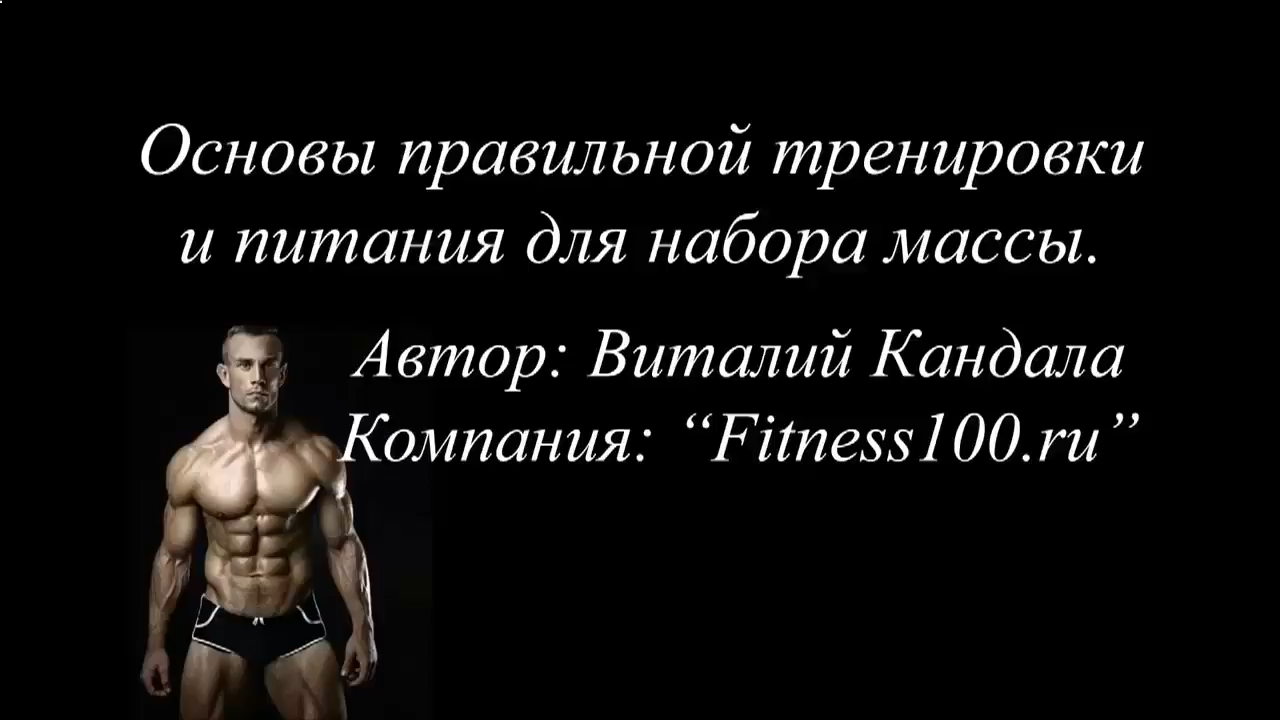 Основы правильной тренировки
и питания для набора массы.
Автор: Виталий Кандала
Компания: “Fitness100.ru”